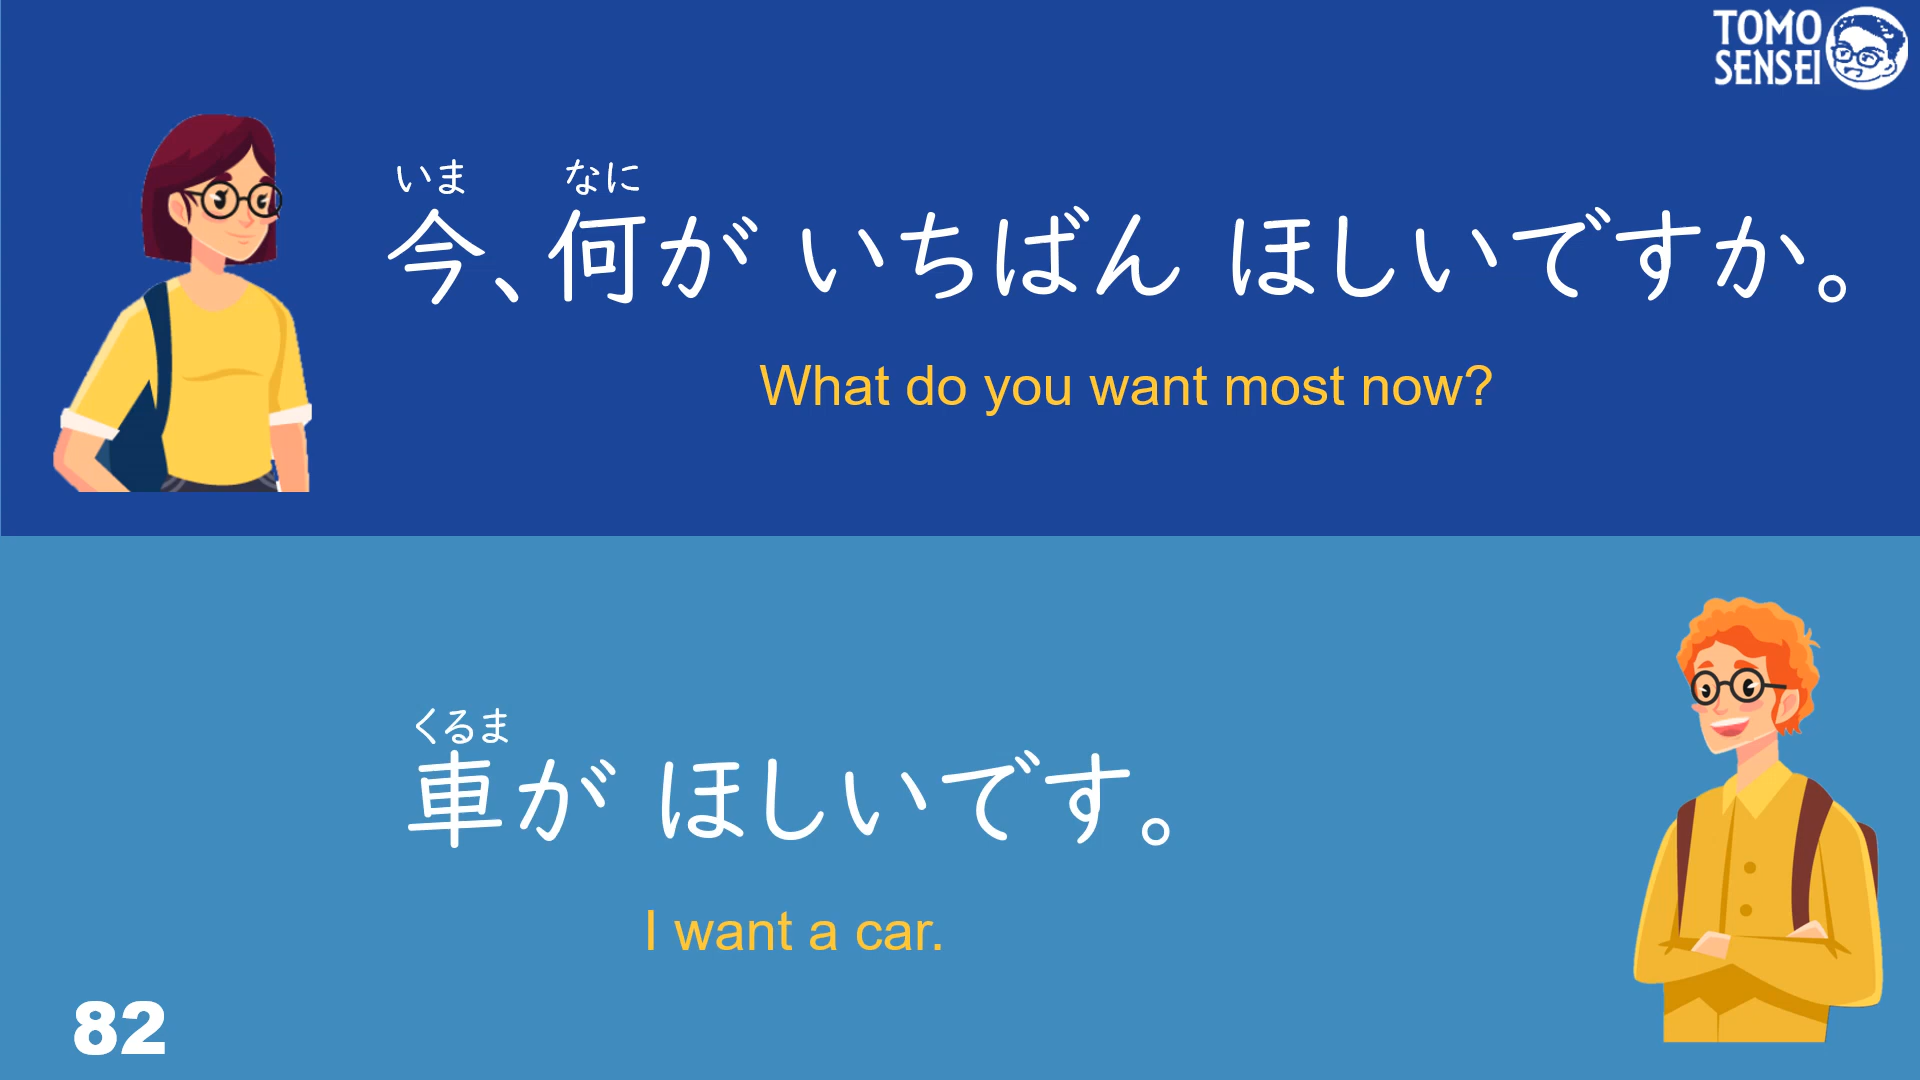 TOMO
SENSEI
いま なに
今、何が いちばん ほしいですか。
What do you want most now?
くるま
車が ほしいです。
I want a car.
82